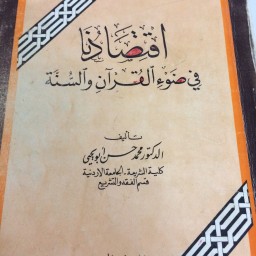 اقتصادنا
في ضوء القرآن والسنة
تأليف
الدكتور محمد حسن أبو يحيى
كلية الشريعة - الجامعة الأردنية
قسم الفقه والتشريع